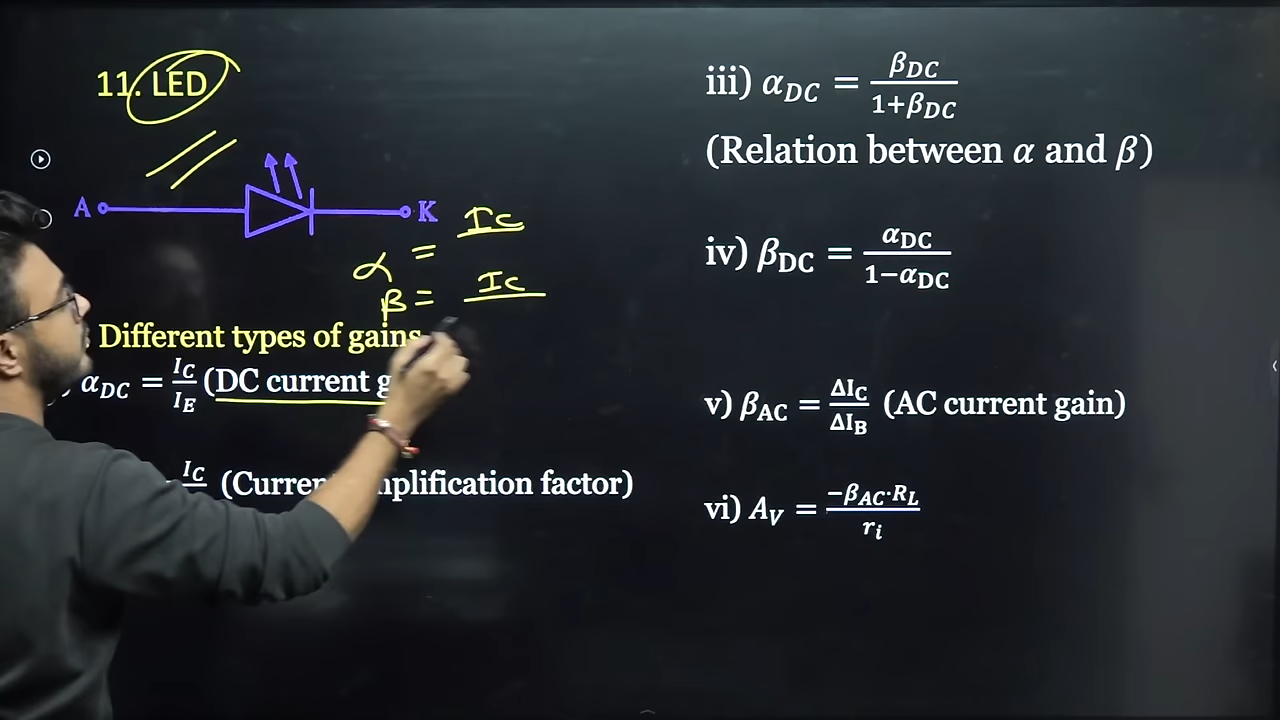 11. LED
A
K
α = IC
β = IC
Different types of gains
α_DC = I_C/I_E (DC current g
I_C (Curren mplification factor)
iii) α_DC = β_DC/1+β_DC
(Relation between α and β)
iv) β_DC = α_DC/1−α_DC
v) β_AC = ΔI_C/ΔI_B (AC current gain)
vi) A_V = −β_AC·R_L/r_i